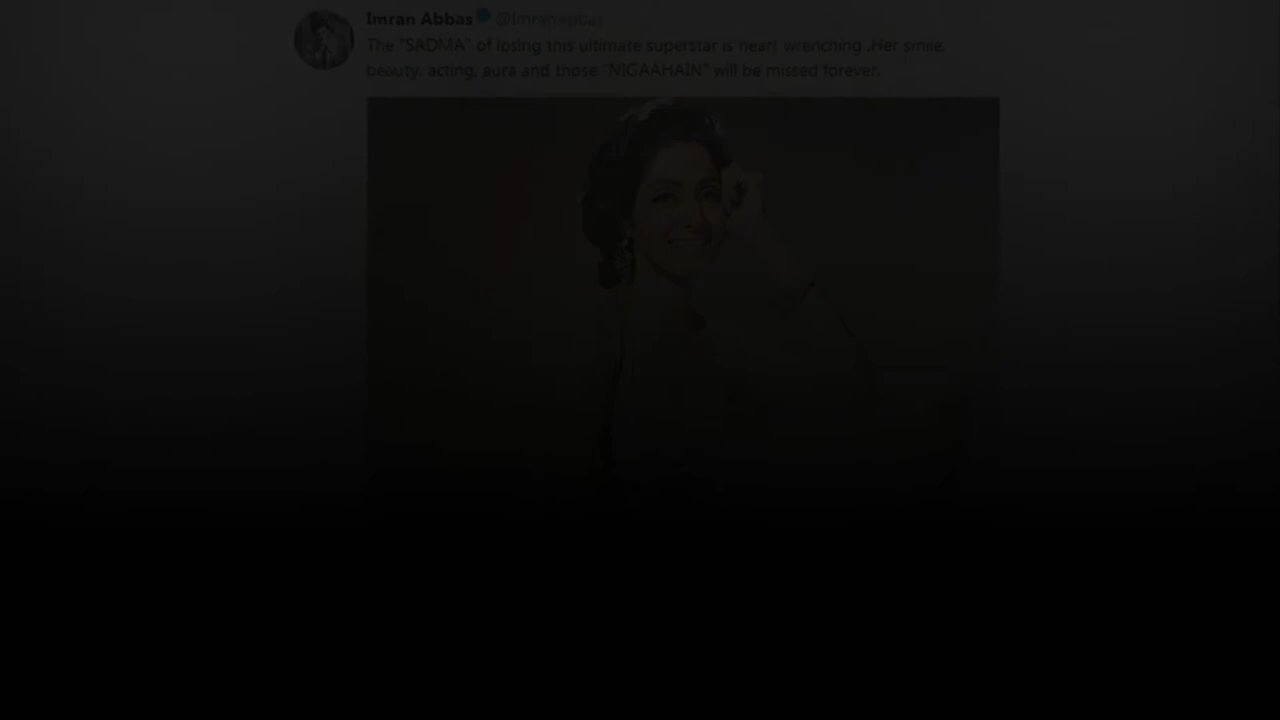 Imran Abbas @imranabbas
The "SADMA" of losing this ultimate superstar is heart wrenching .Her smile,
beauty, acting, aura and those "NIGAAHAIN" will be missed forever.